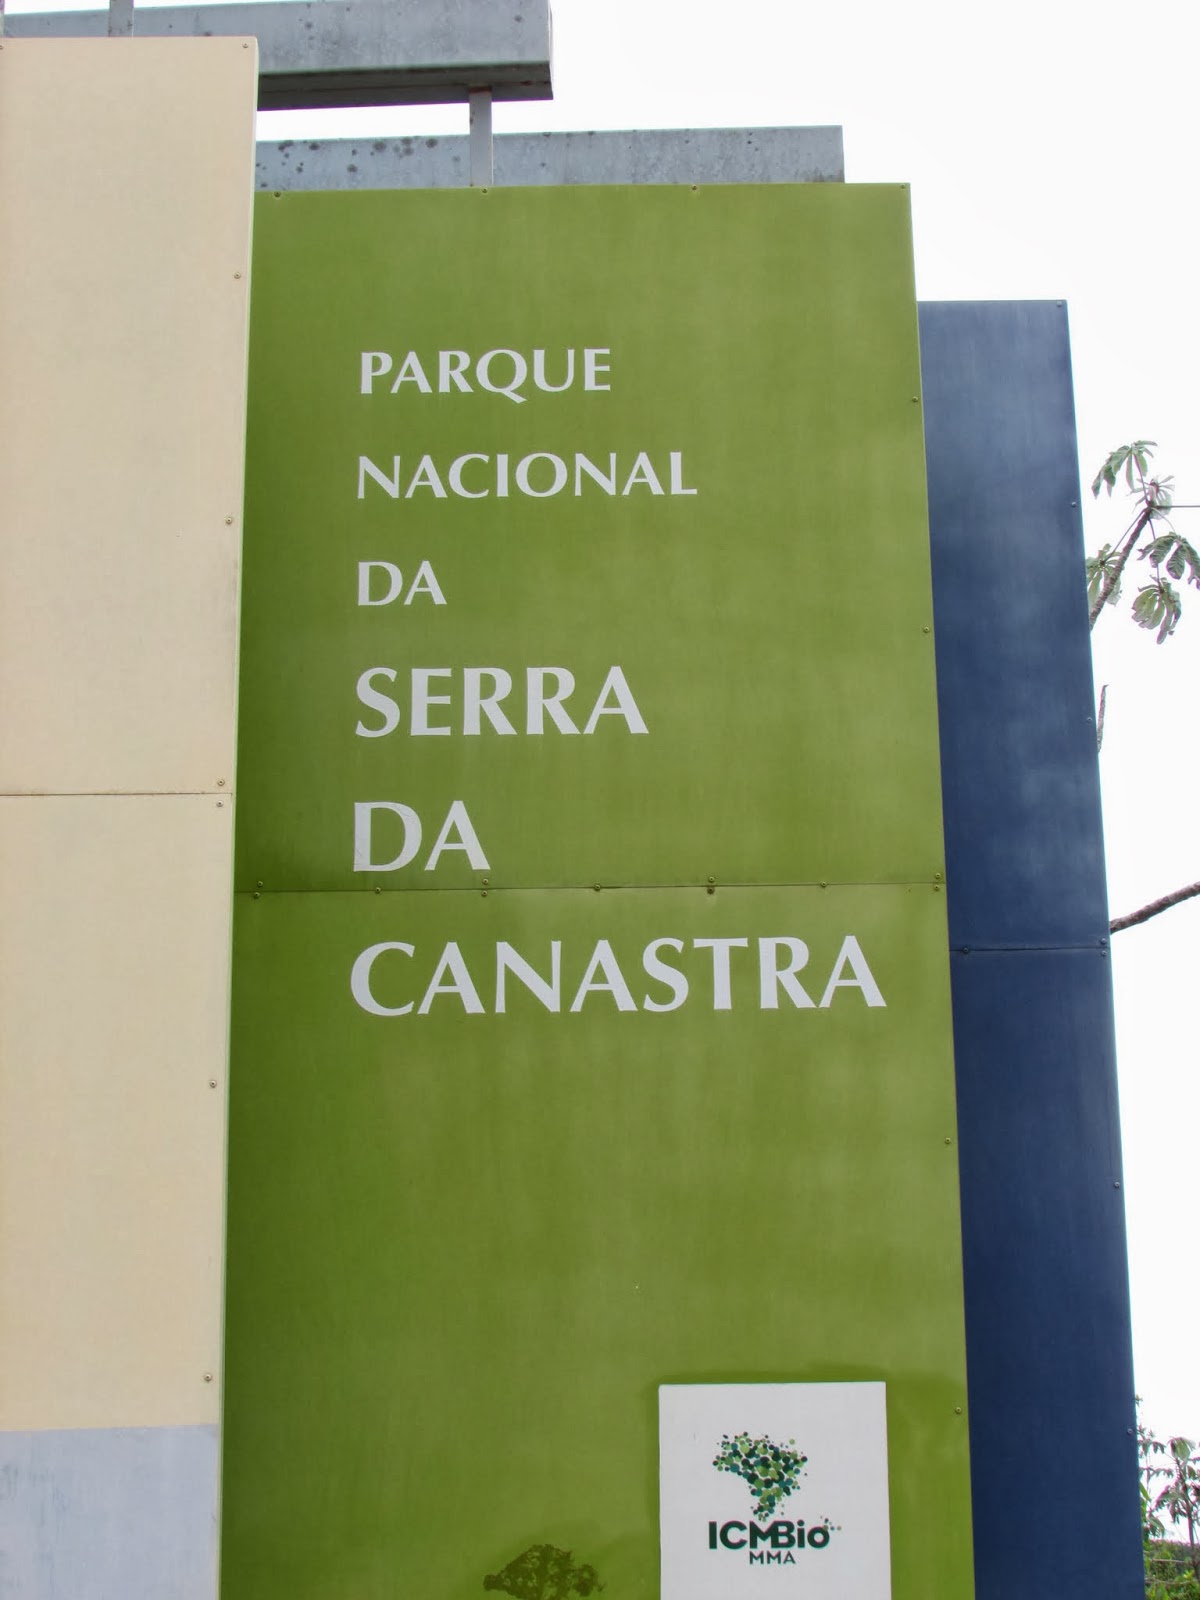 PARQUE
NACIONAL
DA
SERRA
DA
CANASTRA
ICMBio
MMA